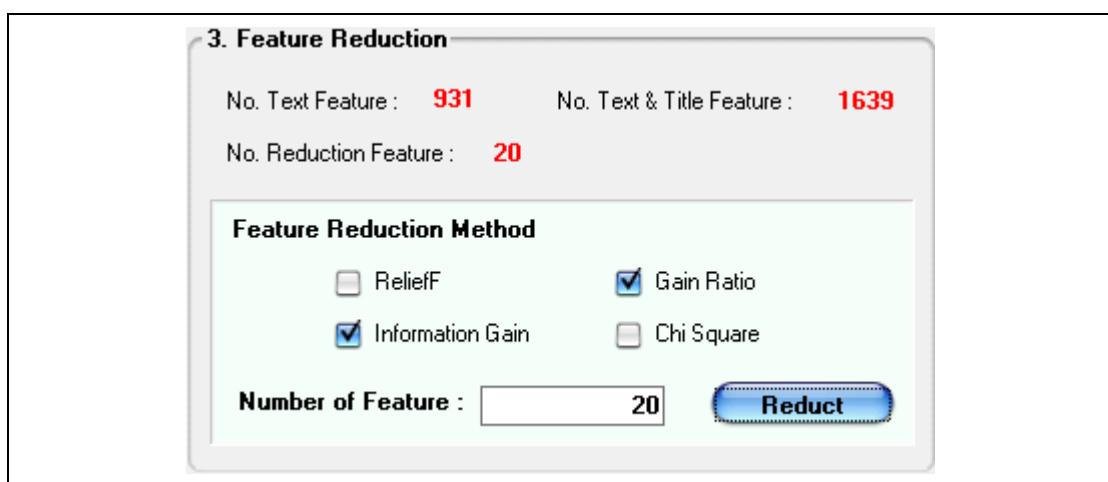 3. Feature Reduction
No. Text Feature : 931 No. Text & Title Feature : 1639
No. Reduction Feature : 20
Feature Reduction Method
ReliefF Gain Ratio
Information Gain Chi Square
Number of Feature : 20 Reduct